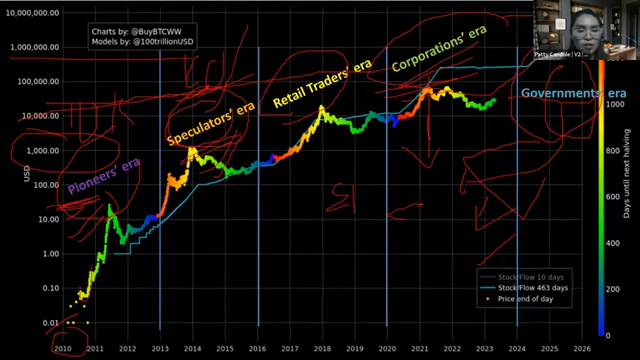 Charts by: @BuyBTCWW
Models by: @100trillionUSD
Patty Candole | V2 |
10,000,000.00
1,000,000.00
100,000.00
10,000.00
1,000.00
100.00
10.00
1.00
0.10
0.01
USD
Pioneers' era
Speculators' era
Retail Traders' era
Corporations' era
Governments era
Stock/Flow 10 days
Stock/Flow 463 days
Price end of day
2010 2011 2012 2013 2014 2015 2016 2017 2018 2019 2020 2021 2022 2023 2024 2025 2026
1000
800
600
400
200
0
Days until next halving